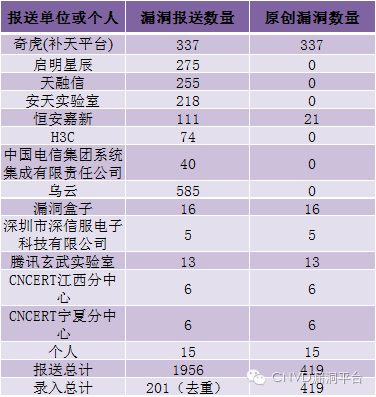 报送单位或个人 漏洞报送数量 原创漏洞数量
奇虎(补天平台) 337 337
启明星辰 275 0
天融信 255 0
安天实验室 218 0
恒安嘉新 111 21
H3C 74 0
中国电信集团系统
集成有限责任公司 40 0
乌云 585 0
漏洞盒子 16 16
深圳市深信服电子
科技有限公司 5 5
腾讯玄武实验室 13 13
CNCERT江西分中
心 6 6
CNCERT宁夏分中
心 6 6
个人 15 15
报送总计 1956 419
录入总计 201（去重） 419
CNVD漏洞平台